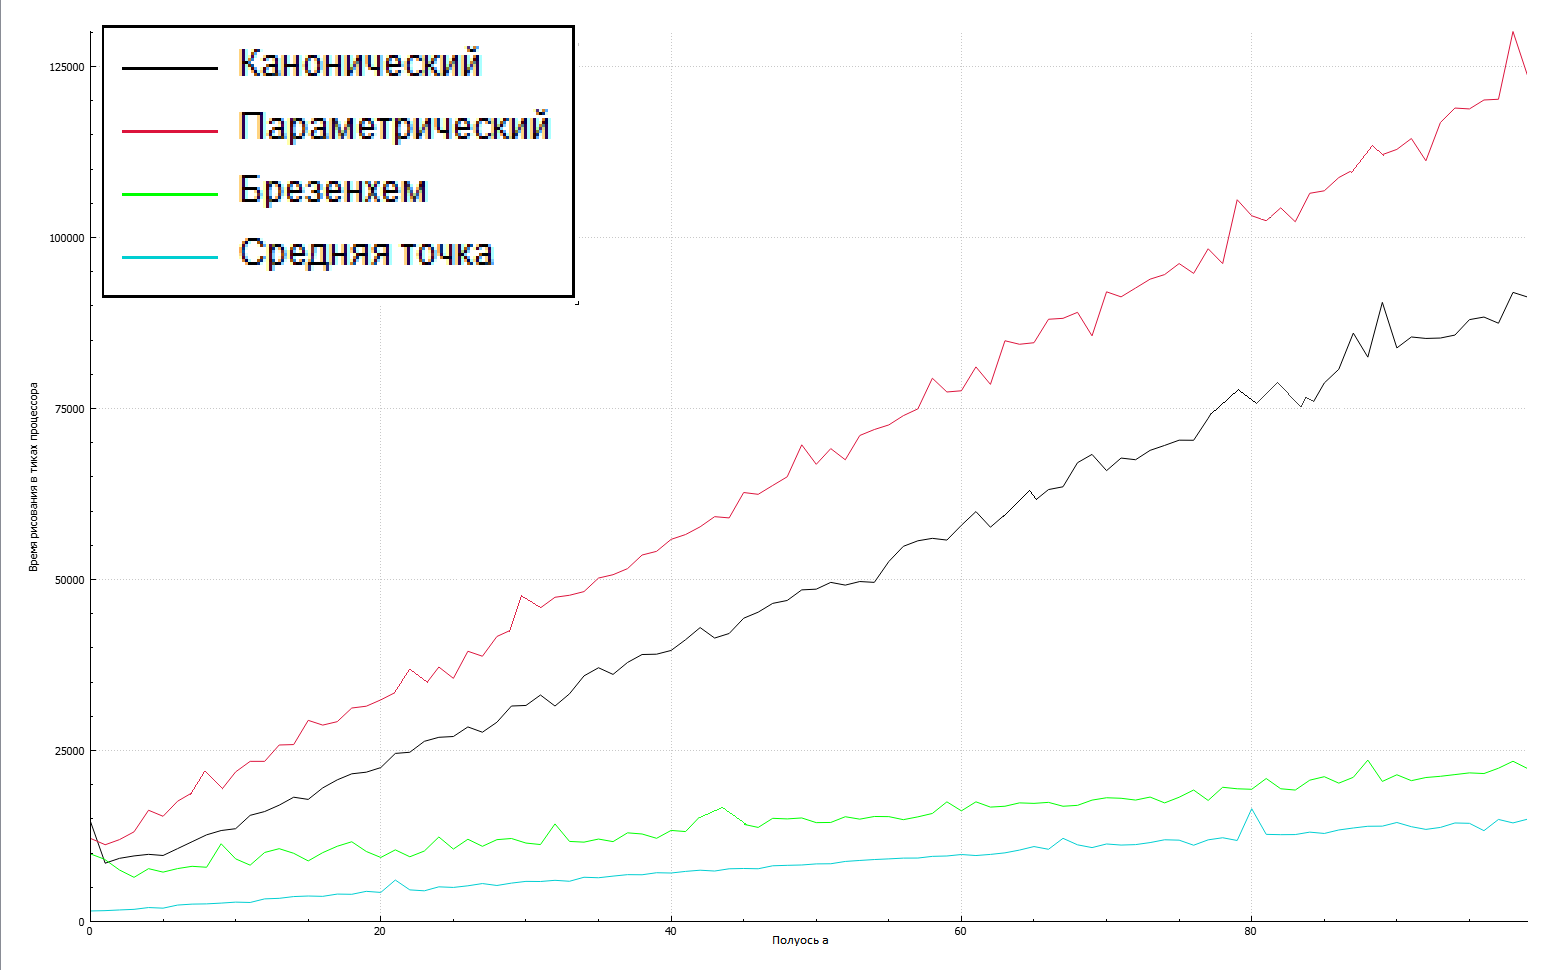 Канонический
Параметрический
Брезенхем
Средняя точка
125000
100000
75000
50000
25000
0
Время рисования в тиках процессора
0 20 40 60 80
Полуось a